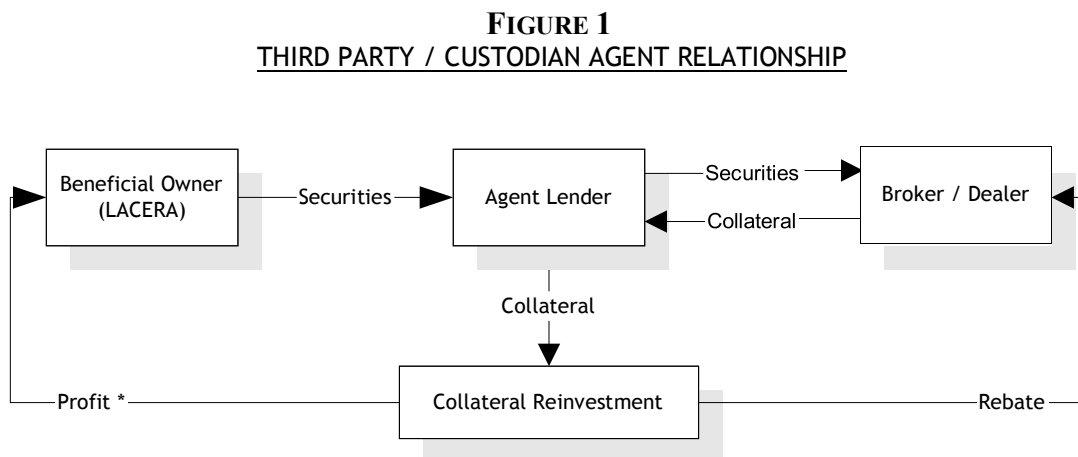 FIGURE 1
THIRD PARTY / CUSTODIAN AGENT RELATIONSHIP
Beneficial Owner
(LACERA)
Securities
Agent Lender
Securities
Collateral
Broker / Dealer
Collateral
Profit *
Collateral Reinvestment
Rebate